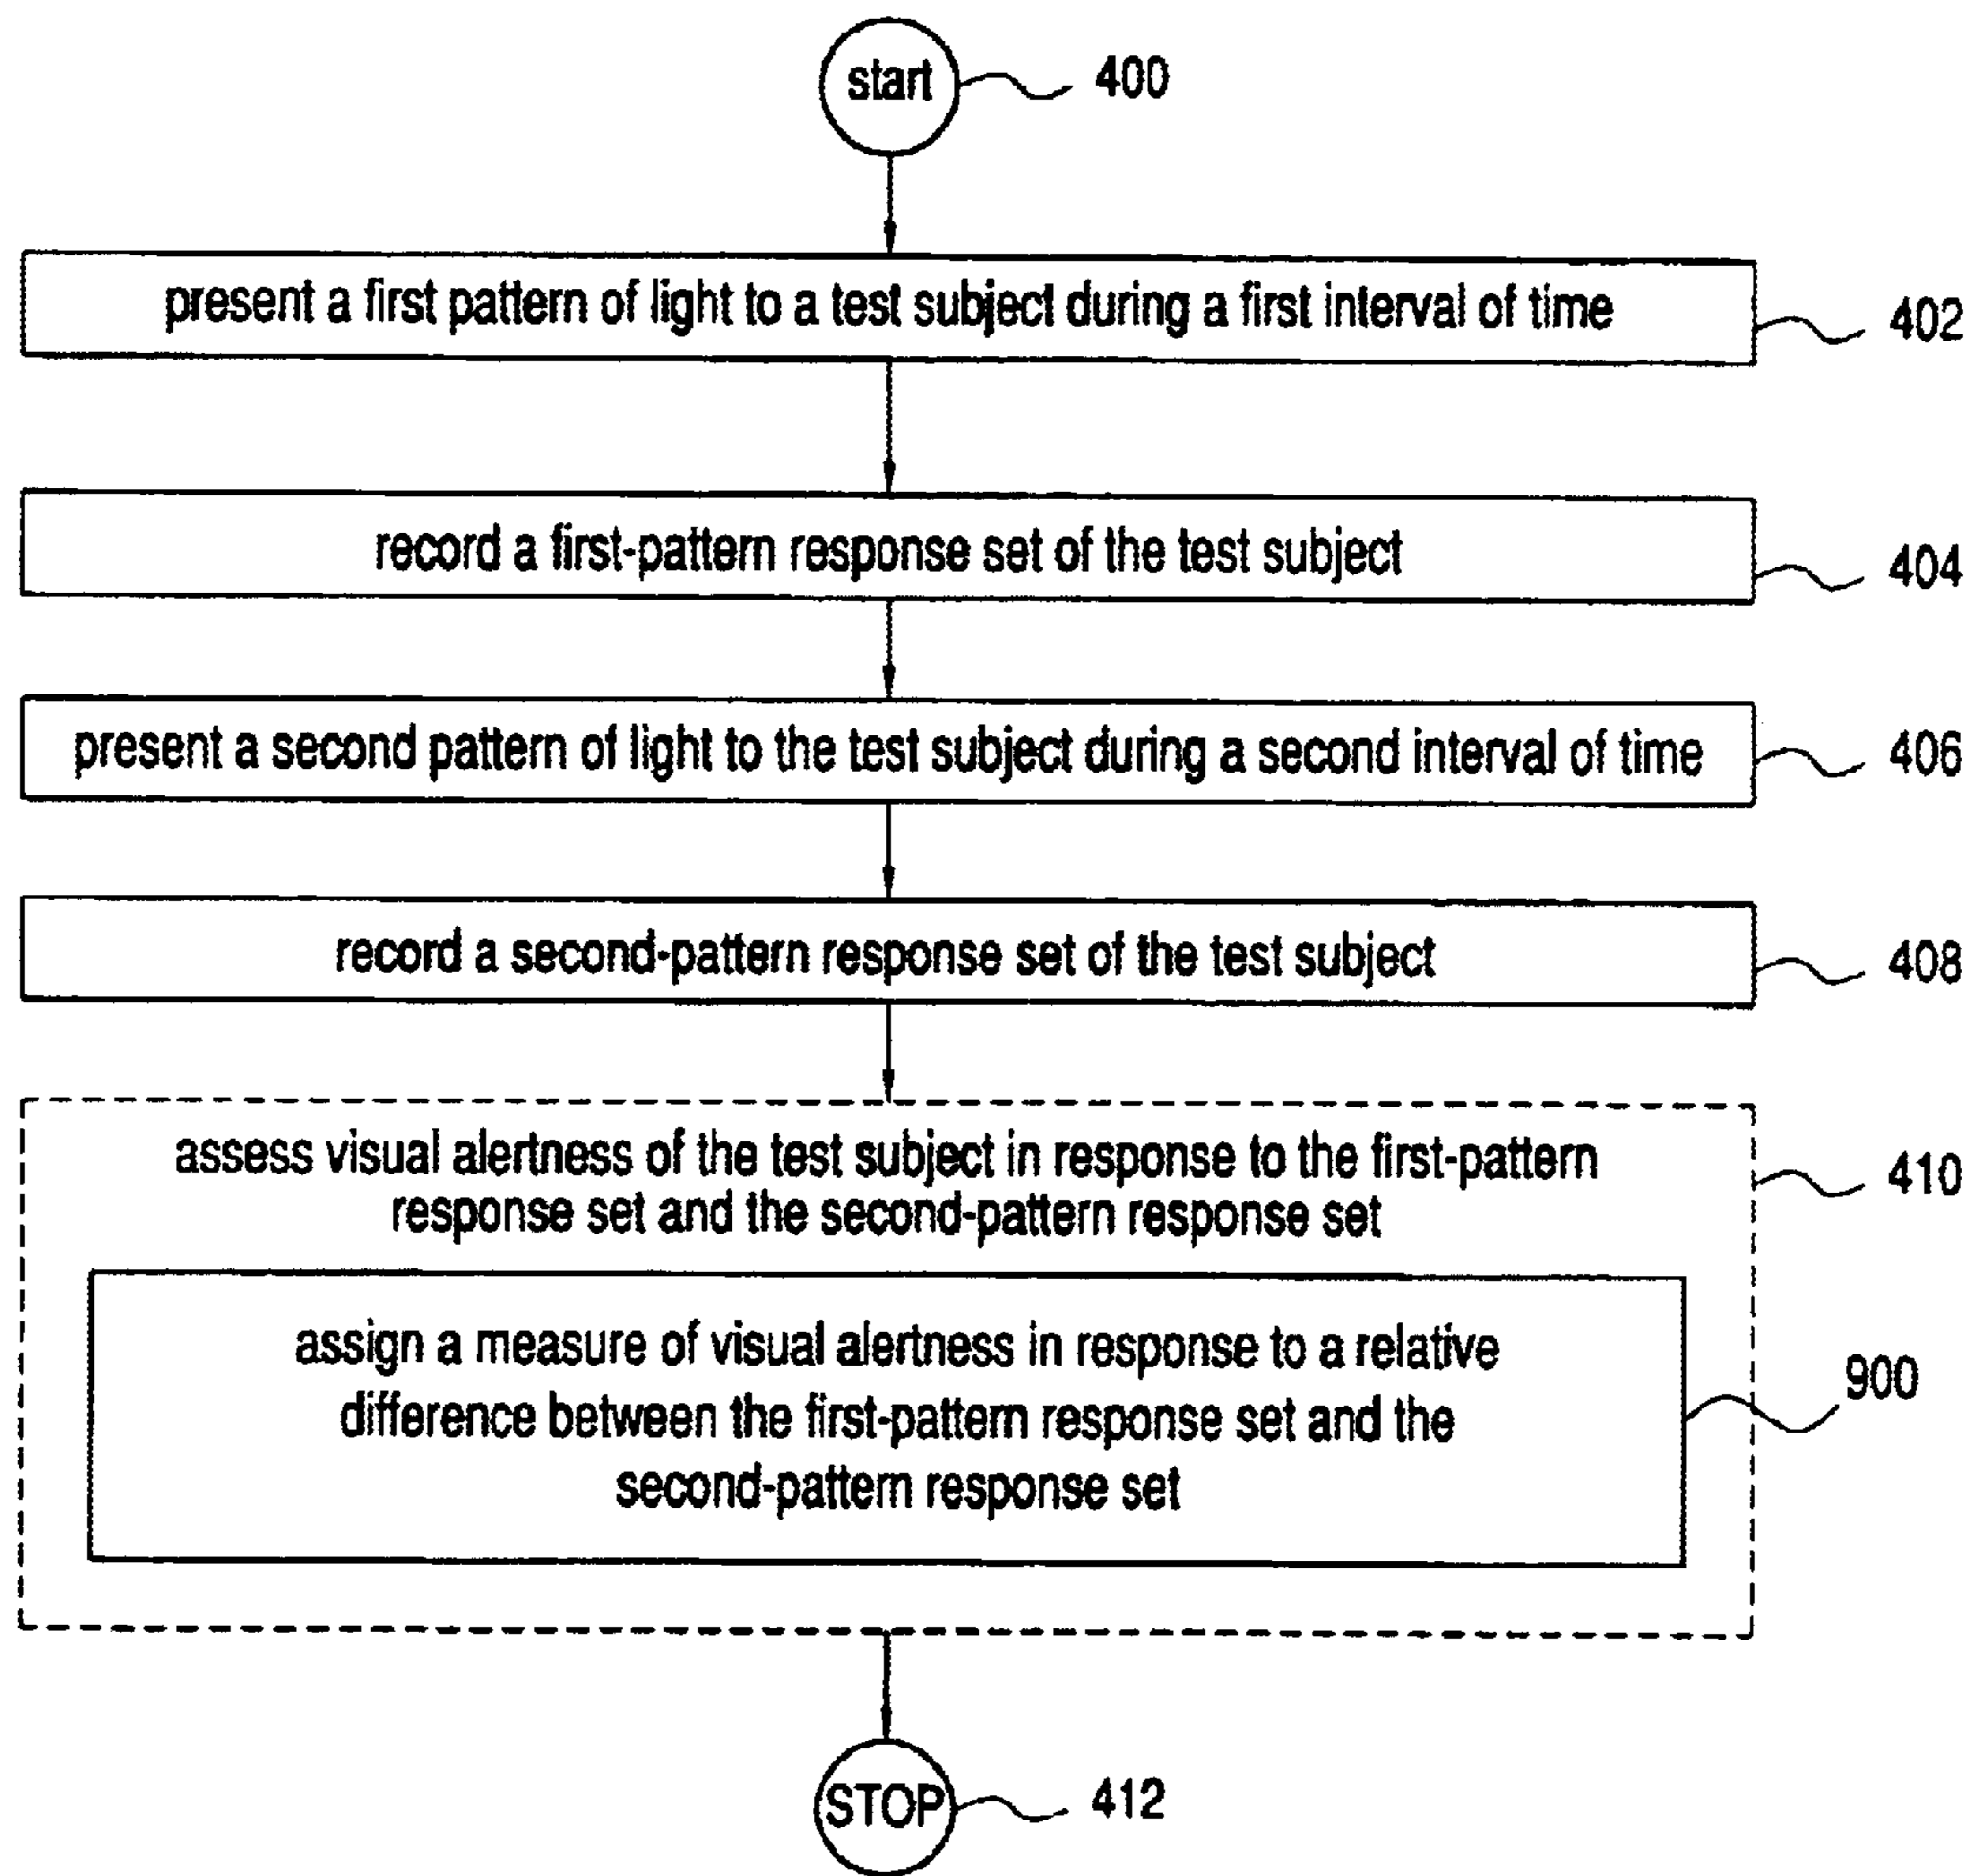 start
400
present a first pattern of light to a test subject during a first interval of time
402
record a first-pattern response set of the test subject
404
present a second pattern of light to the test subject during a second interval of time
406
record a second-pattern response set of the test subject
408
assess visual alertness of the test subject in response to the first-pattern
response set and the second-pattern response set
410
assign a measure of visual alertness in response to a relative
difference between the first-pattern response set and the
second-pattern response set
900
STOP
412